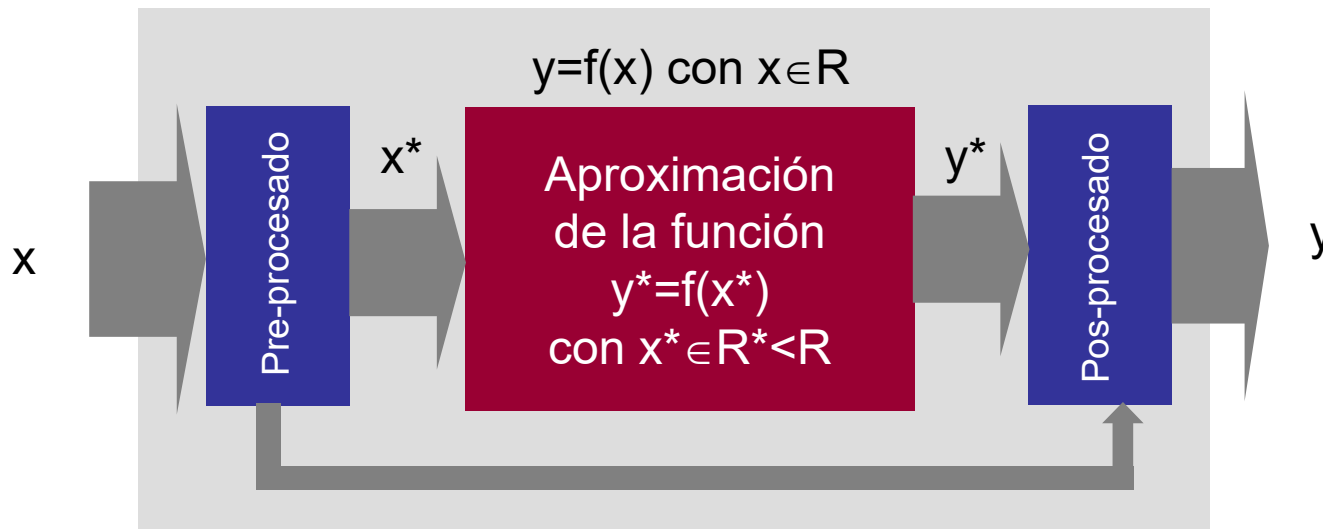 y=f(x) con x∈R
x
Pre-procesado
x*
Aproximación
de la función
y*=f(x*)
con x*∈R*<R
y*
Pos-procesado
y